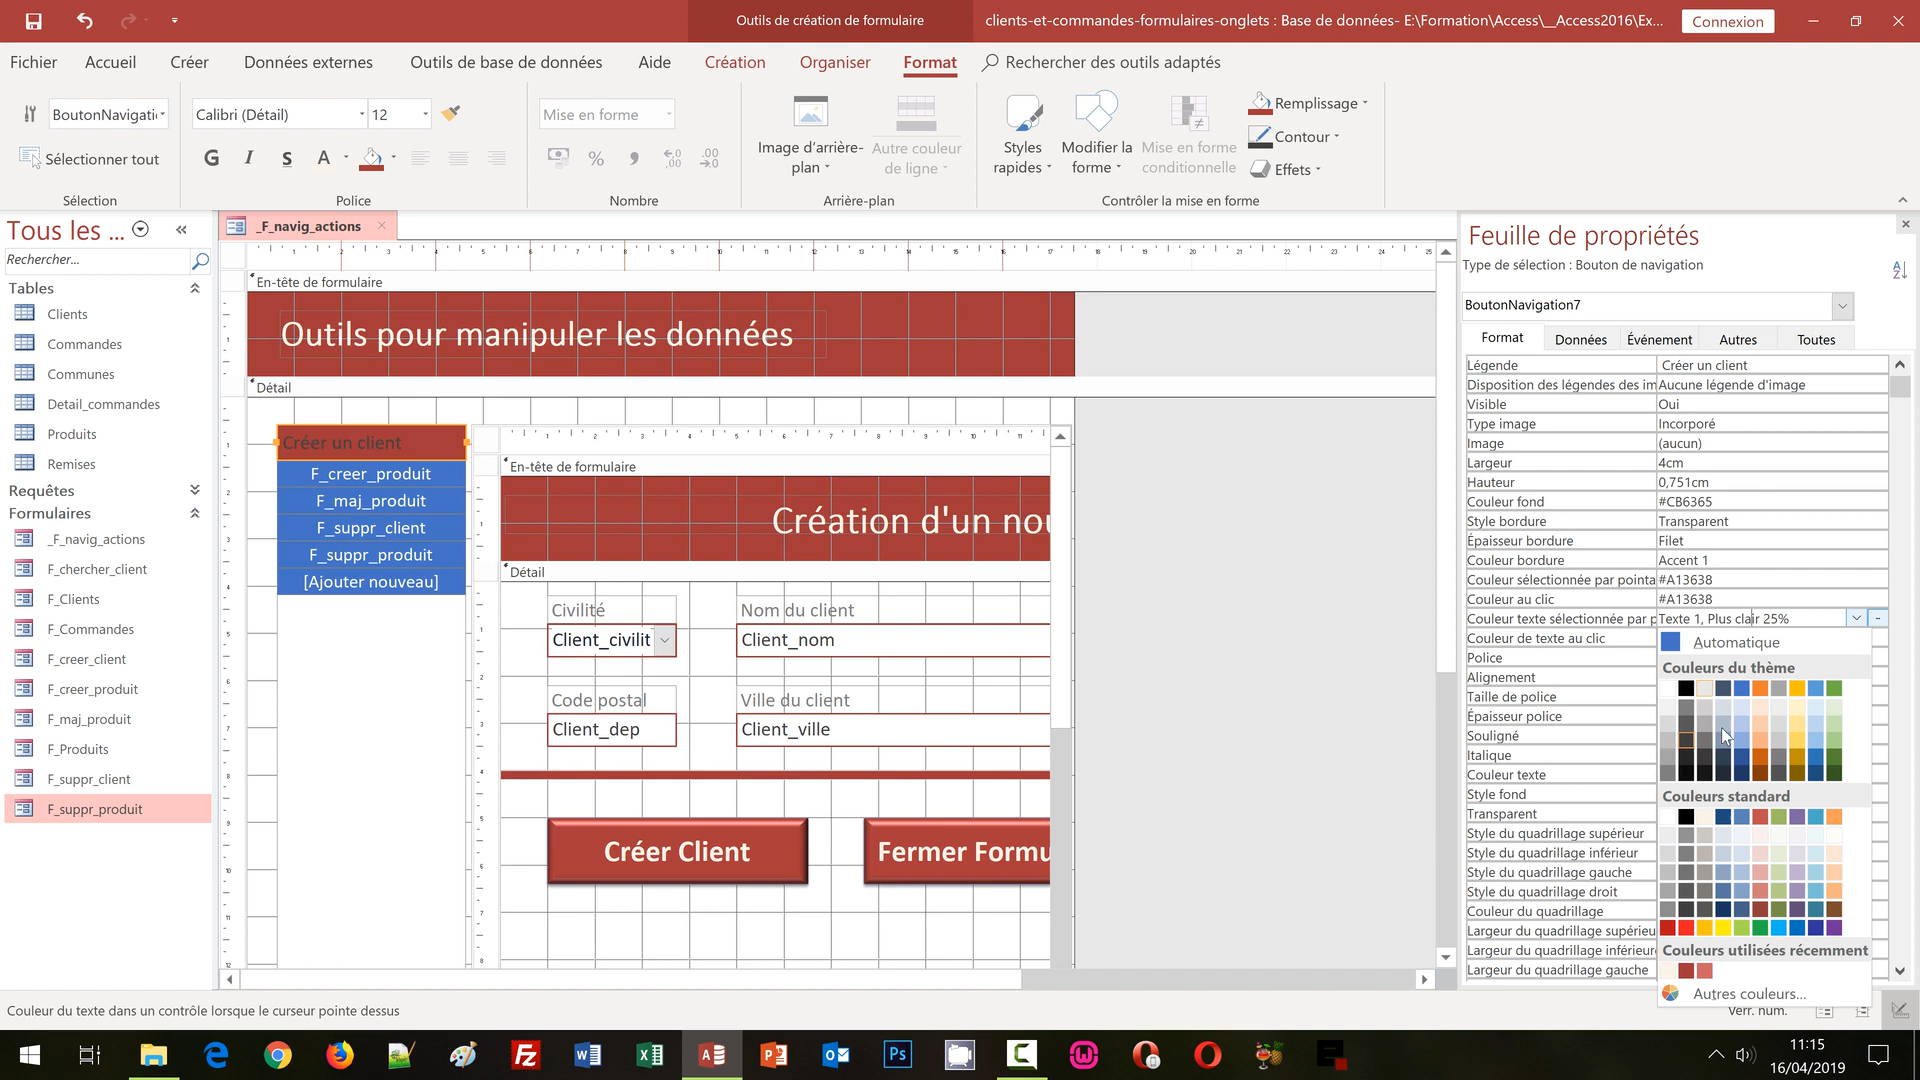 Outils de création de formulaire
clients-et-commandes-formulaires-onglets : Base de données- E:\Formation\Access\__Access2016\Ex...
Connexion
Fichier
Accueil
Créer
Données externes
Outils de base de données
Aide
Création
Organiser
Format
Rechercher des outils adaptés
BoutonNavigati
Calibri (Détail)
12
Mise en forme
Sélectionner tout
G
I
S
A
Image d'arrière-plan
Autre couleur de ligne
Styles rapides
Modifier la forme
Mise en forme conditionnelle
Remplissage
Contour
Effets
Sélection
Police
Nombre
Arrière-plan
Contrôler la mise en forme
Tous les ...
Rechercher...
Tables
Clients
Commandes
Communes
Detail_commandes
Produits
Remises
Requêtes
Formulaires
_F_navig_actions
F_chercher_client
F_Clients
F_Commandes
F_creer_client
F_creer_produit
F_maj_produit
F_Produits
F_suppr_client
F_suppr_produit
_F_navig_actions
En-tête de formulaire
Outils pour manipuler les données
Détail
Créer un client
F_creer_produit
F_maj_produit
F_suppr_client
F_suppr_produit
[Ajouter nouveau]
En-tête de formulaire
Création d'un nou
Détail
Civilité
Nom du client
Client_civilit
Client_nom
Code postal
Ville du client
Client_dep
Client_ville
Créer Client
Fermer Formu
Feuille de propriétés
Type de sélection : Bouton de navigation
BoutonNavigation7
Format
Données
Événement
Autres
Toutes
Légende Créer un client
Disposition des légendes des im Aucune légende d'image
Visible Oui
Type image Incorporé
Image (aucun)
Largeur 4cm
Hauteur 0,751cm
Couleur fond #CB6365
Style bordure Transparent
Épaisseur bordure Filet
Couleur bordure Accent 1
Couleur sélectionnée par pointa #A13638
Couleur au clic #A13638
Couleur texte sélectionnée par p Texte 1, Plus clair 25%
Couleur de texte au clic
Police
Alignement
Taille de police
Épaisseur police
Souligné
Italique
Couleur texte
Style fond
Transparent
Style du quadrillage supérieur
Style du quadrillage inférieur
Style du quadrillage gauche
Style du quadrillage droit
Couleur du quadrillage
Largeur du quadrillage supérieu
Largeur du quadrillage inférieur
Largeur du quadrillage gauche
Automatique
Couleurs du thème
Couleurs standard
Couleurs utilisées récemment
Autres couleurs...
Couleur du texte dans un contrôle lorsque le curseur pointe dessus
Verr. num.
11:15
16/04/2019